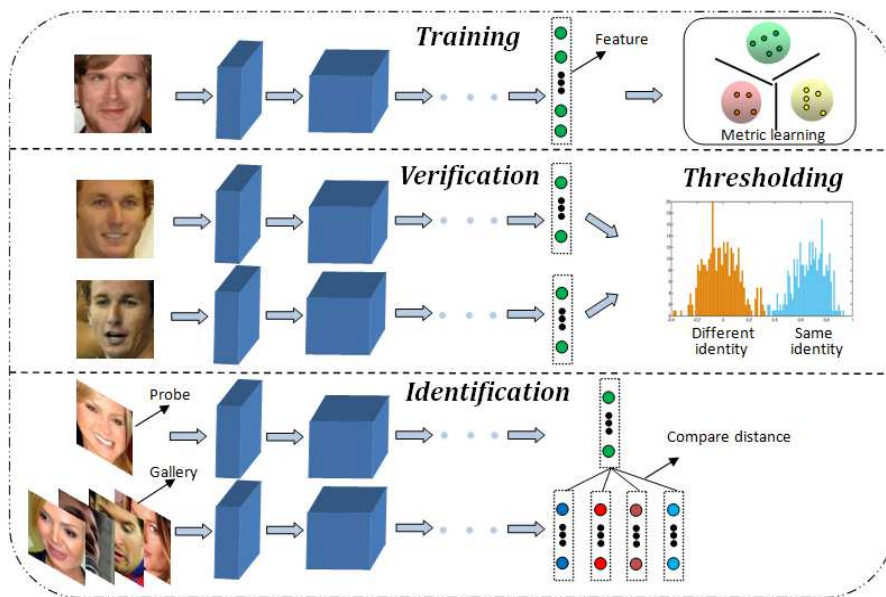 Training
Feature
Metric learning
Verification
Thresholding
Different
identity
Same
identity
Identification
Probe
Gallery
Compare distance